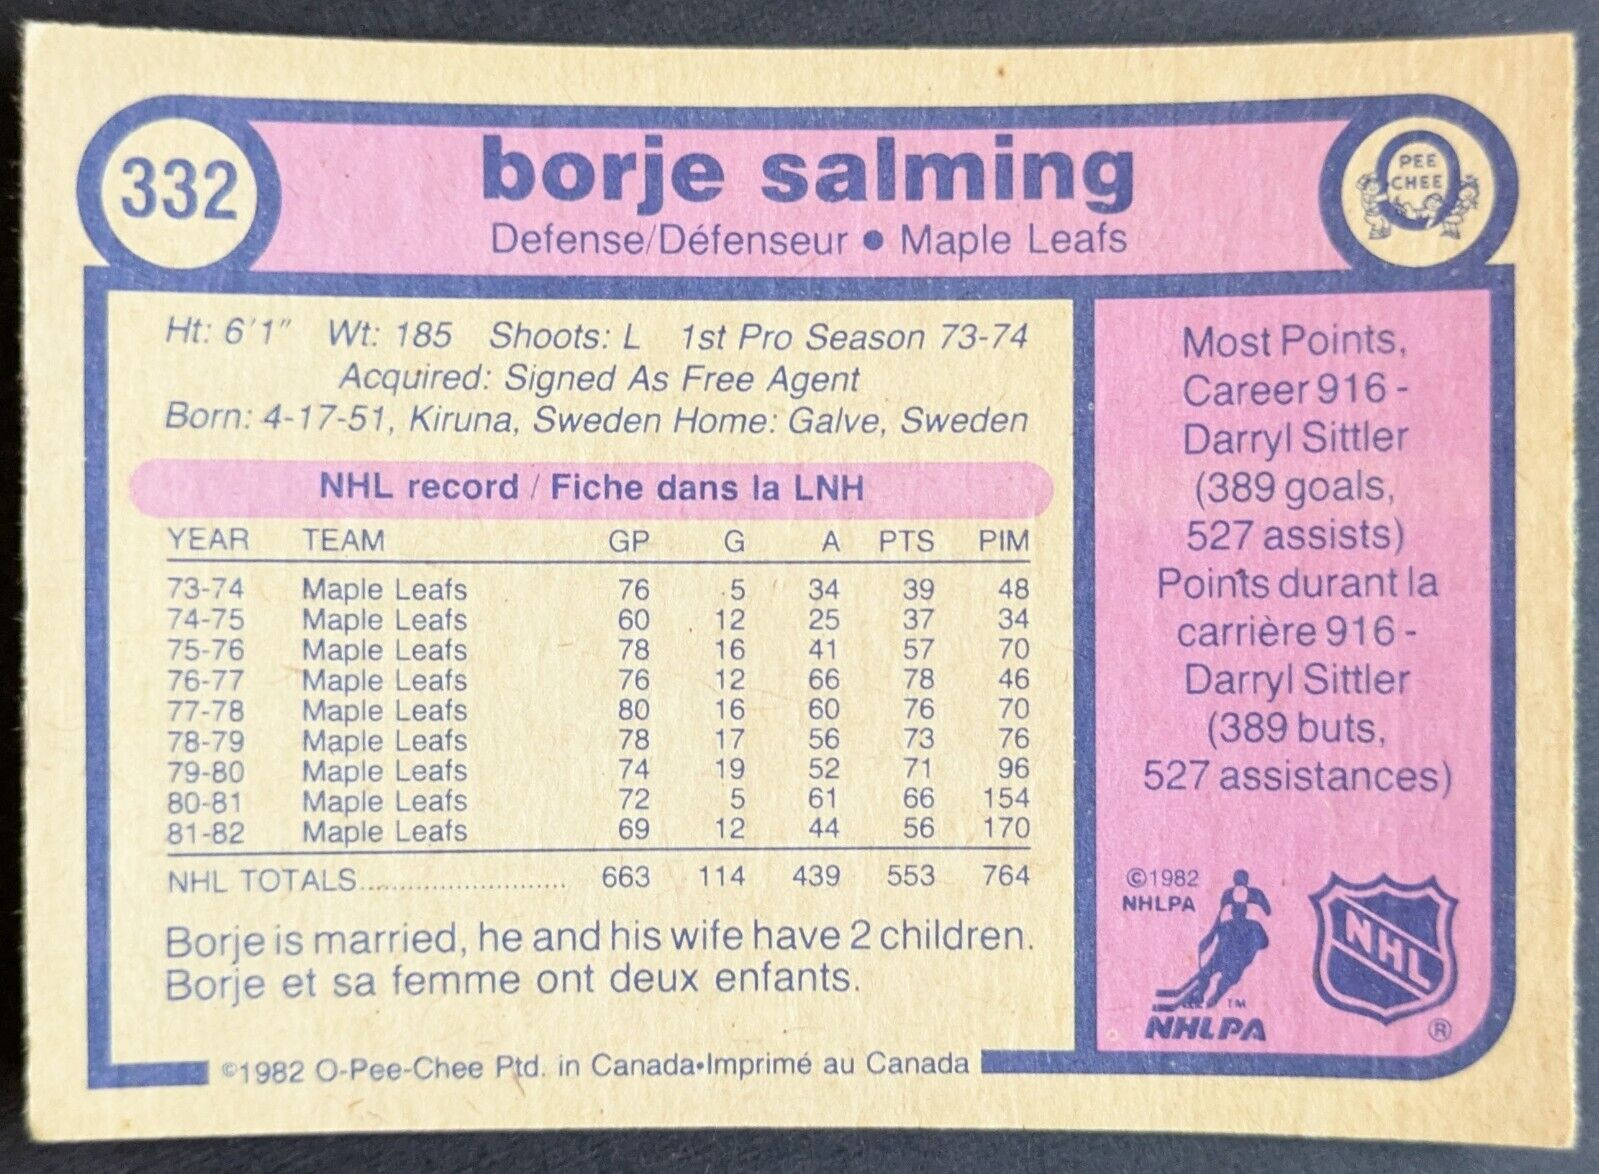 332
borje salming
Defense/Défenseur • Maple Leafs
PEE
CHEE
Ht: 6'1" Wt: 185 Shoots: L 1st Pro Season 73-74
Acquired: Signed As Free Agent
Born: 4-17-51, Kiruna, Sweden Home: Galve, Sweden
NHL record / Fiche dans la LNH
YEAR TEAM GP G A PTS PIM
73-74 Maple Leafs 76 5 34 39 48
74-75 Maple Leafs 60 12 25 37 34
75-76 Maple Leafs 78 16 41 57 70
76-77 Maple Leafs 76 12 66 78 46
77-78 Maple Leafs 80 16 60 76 70
78-79 Maple Leafs 78 17 56 73 76
79-80 Maple Leafs 74 19 52 71 96
80-81 Maple Leafs 72 5 61 66 154
81-82 Maple Leafs 69 12 44 56 170
NHL TOTALS............................ 663 114 439 553 764
Borje is married, he and his wife have 2 children.
Borje et sa femme ont deux enfants.
©1982 O-Pee-Chee Ptd. in Canada•Imprimé au Canada
Most Points,
Career 916 -
Darryl Sittler
(389 goals,
527 assists)
Points durant la
carrière 916 -
Darryl Sittler
(389 buts,
527 assistances)
©1982
NHLPA
TM
NHLPA
NHL
®